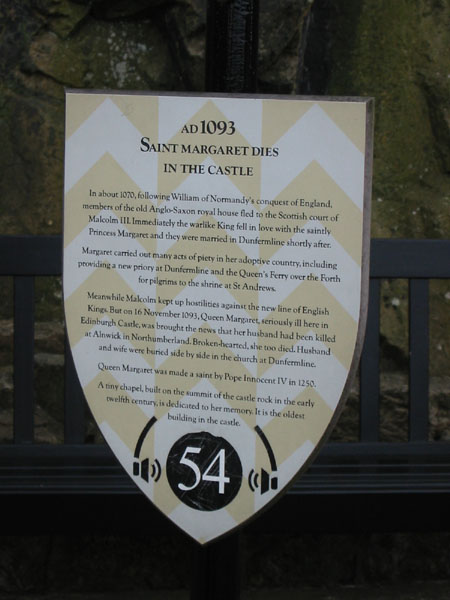 AD 1093
SAINT MARGARET DIES
IN THE CASTLE
In about 1070, following William of Normandy's conquest of England,
members of the old Anglo-Saxon royal house fled to the Scottish court of
Malcolm III. Immediately the warlike King fell in love with the saintly
Princess Margaret and they were married in Dunfermline shortly after.
Margaret carried out many acts of piety in her adoptive country, including
providing a new priory at Dunfermline and the Queen's Ferry over the Forth
for pilgrims to the shrine at St Andrews.
Meanwhile Malcolm kept up hostilities against the new line of English
Kings. But on 16 November 1093, Queen Margaret, seriously ill here in
Edinburgh Castle, was brought the news that her husband had been killed
at Alnwick in Northumberland. Broken-hearted, she too died. Husband
and wife were buried side by side in the church at Dunfermline.
Queen Margaret was made a saint by Pope Innocent IV in 1250.
A tiny chapel, built on the summit of the castle rock in the early
twelfth century, is dedicated to her memory. It is the oldest
building in the castle.
54